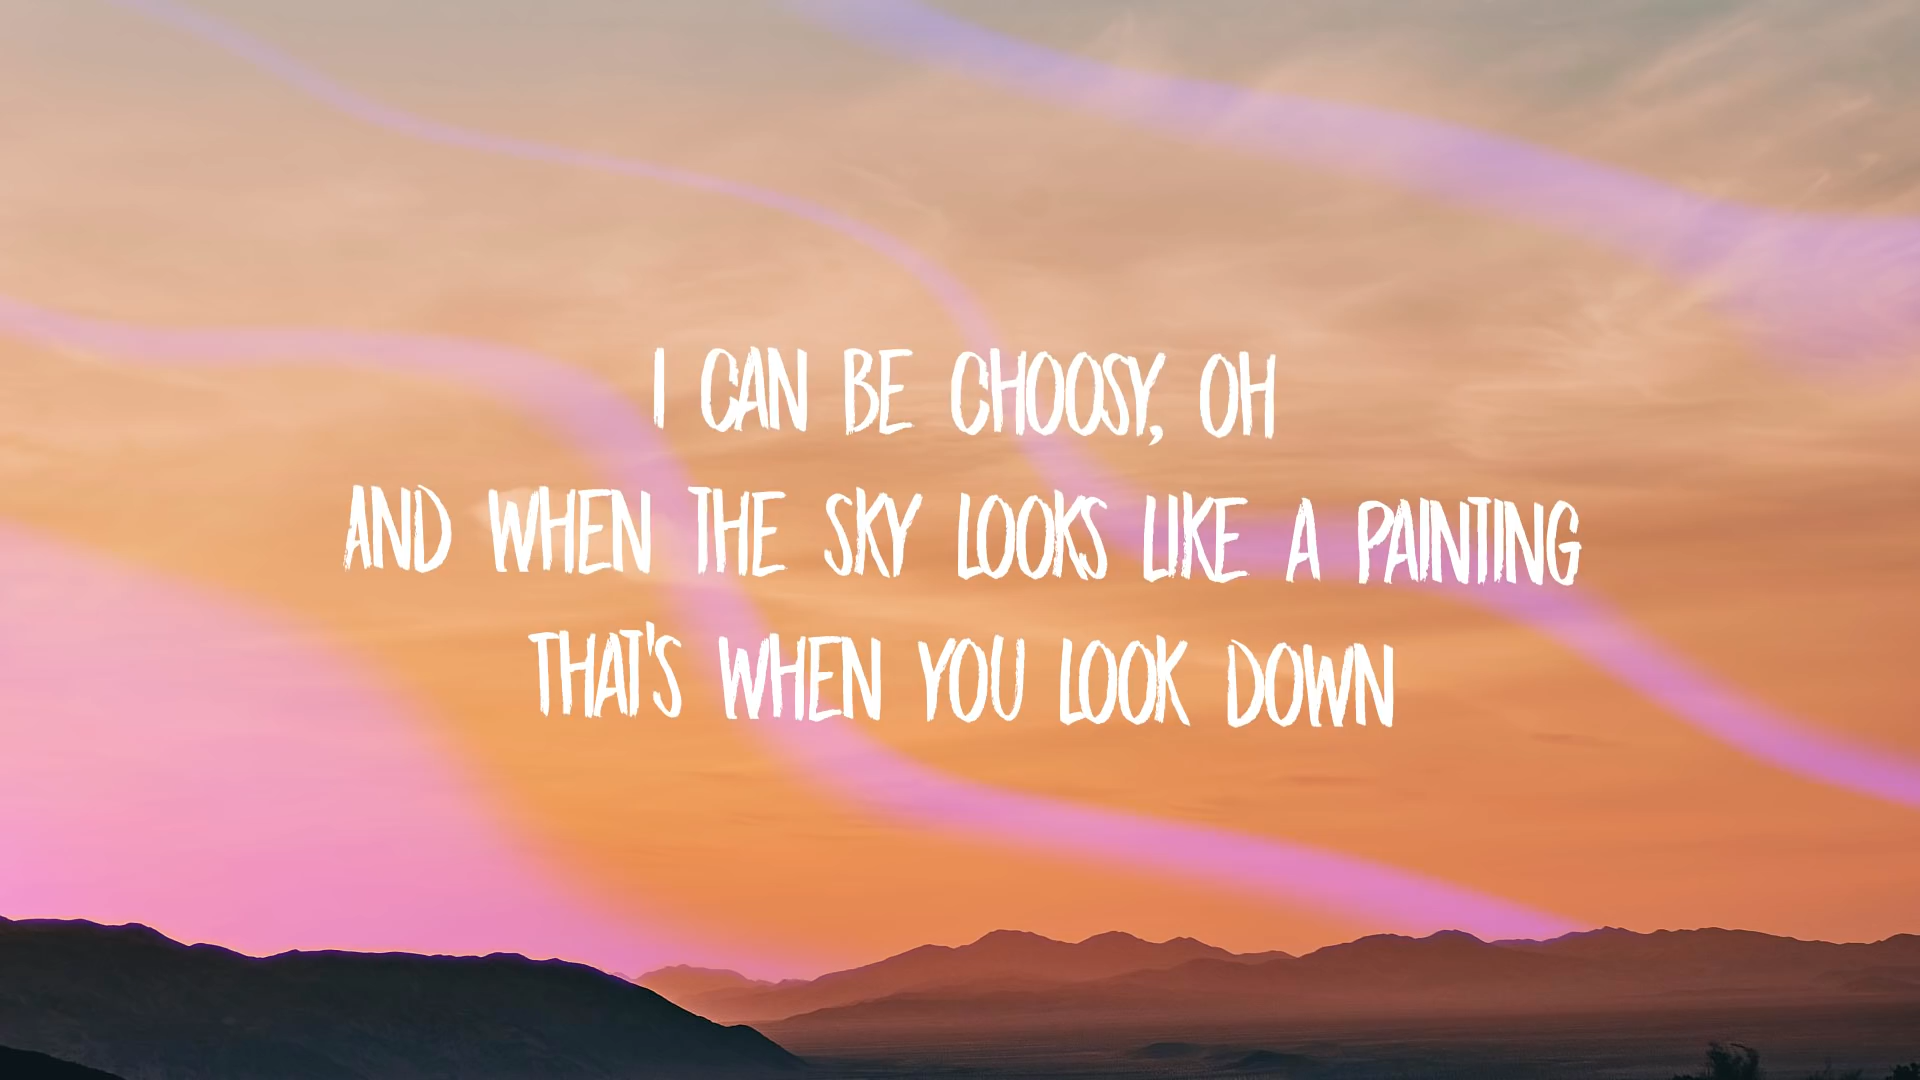 I CAN BE CHOOSY, OH
AND WHEN THE SKY LOOKS LIKE A PAINTING
THAT'S WHEN YOU LOOK DOWN